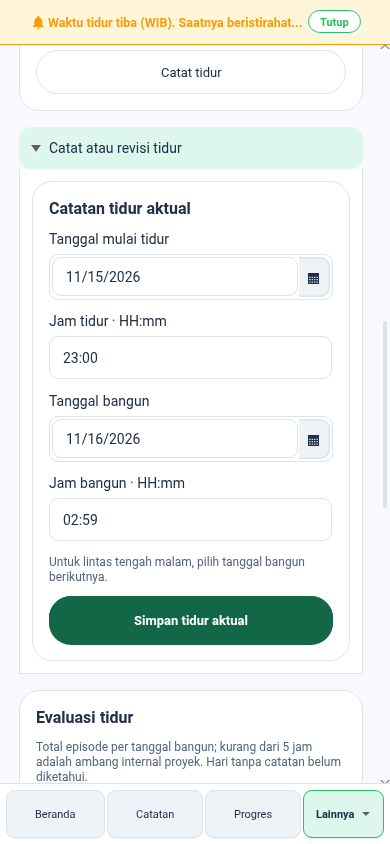 Waktu tidur tiba (WIB). Saatnya beristirahat...
Tutup
Catat tidur
Catat atau revisi tidur
Catatan tidur aktual
Tanggal mulai tidur
11/15/2026
Jam tidur · HH:mm
23:00
Tanggal bangun
11/16/2026
Jam bangun · HH:mm
02:59
Untuk lintas tengah malam, pilih tanggal bangun
berikutnya.
Simpan tidur aktual
Evaluasi tidur
Total episode per tanggal bangun; kurang dari 5 jam
adalah ambang internal proyek. Hari tanpa catatan belum
diketahui.
Beranda
Catatan
Progres
Lainnya